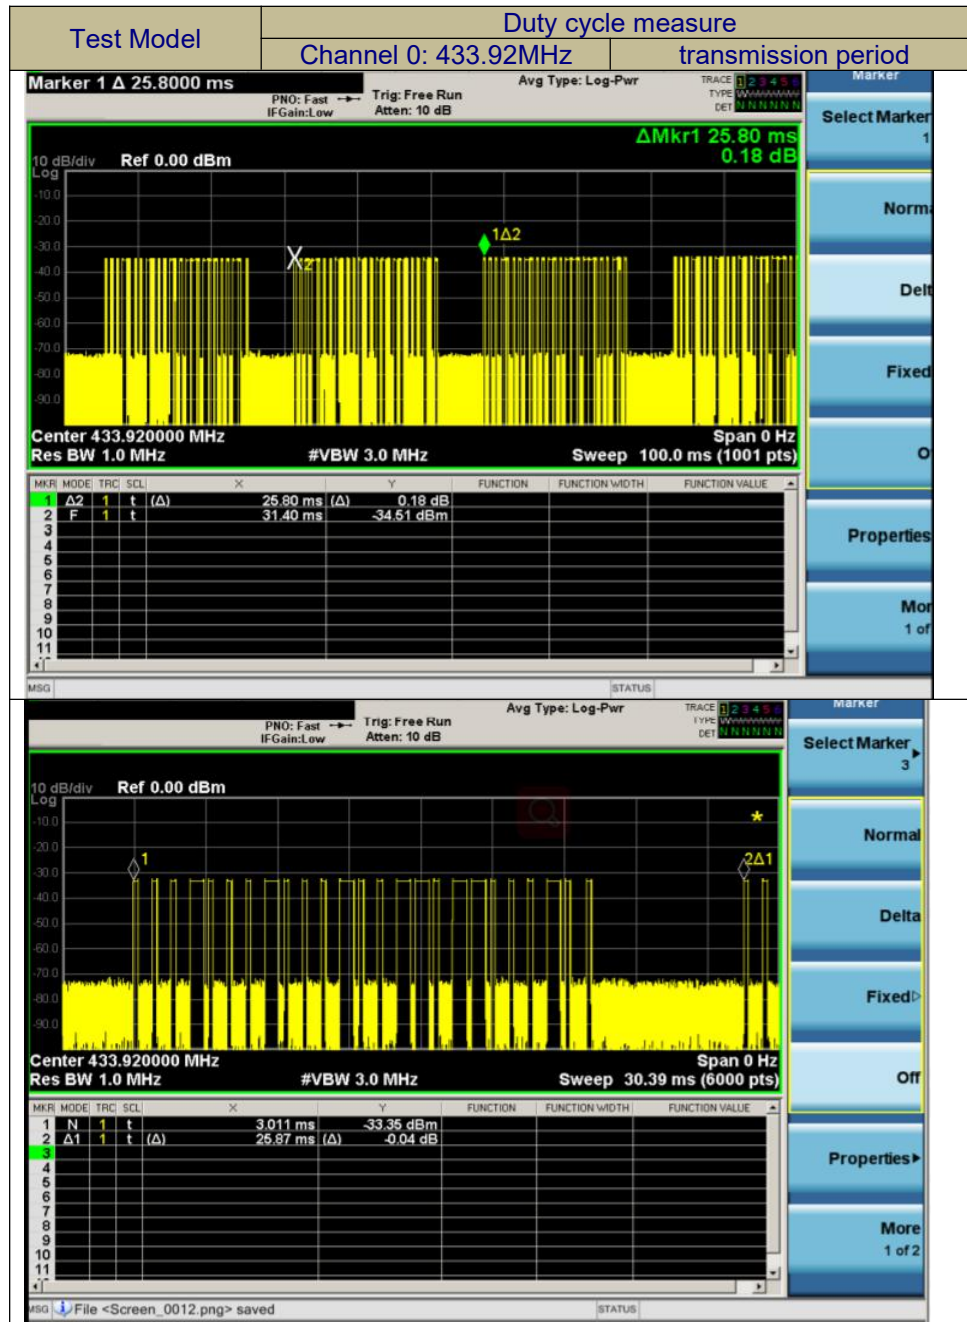 Test Model
Duty cycle measure
Channel 0: 433.92MHz
transmission period
Marker 1 Δ 25.8000 ms
PNO: Fast
IFGain:Low
Trig: Free Run
Atten: 10 dB
Avg Type: Log-Pwr
TRACE 1 2 3 4 5 6
TYPE
DET N N N N N N
ΔMkr1 25.80 ms
0.18 dB
10 dB/div
Log
Ref 0.00 dBm
-10.0
-20.0
-30.0
-40.0
-50.0
-60.0
-70.0
-80.0
-90.0
X2
1Δ2
Center 433.920000 MHz
Span 0 Hz
Res BW 1.0 MHz
#VBW 3.0 MHz
Sweep 100.0 ms (1001 pts)
MKR MODE TRC SCL X Y FUNCTION FUNCTION WIDTH FUNCTION VALUE
1 Δ2 1 t (Δ) 25.80 ms (Δ) 0.18 dB
2 F 1 t 31.40 ms -34.51 dBm
3
4
5
6
7
8
9
10
11
MSG
STATUS
Marker
Select Marker
1
Norma
Delt
Fixed
O
Properties
Mor
1 of
PNO: Fast
IFGain:Low
Trig: Free Run
Atten: 10 dB
Avg Type: Log-Pwr
TRACE 1 2 3 4 5 6
TYPE
DET N N N N N N
10 dB/div
Log
Ref 0.00 dBm
-10.0
-20.0
-30.0
-40.0
-50.0
-60.0
-70.0
-80.0
-90.0
1
2Δ1
*
Center 433.920000 MHz
Span 0 Hz
Res BW 1.0 MHz
#VBW 3.0 MHz
Sweep 30.39 ms (6000 pts)
MKR MODE TRC SCL X Y FUNCTION FUNCTION WIDTH FUNCTION VALUE
1 N 1 t 3.011 ms -33.35 dBm
2 Δ1 1 t (Δ) 25.87 ms (Δ) -0.04 dB
3
4
5
6
7
8
9
10
11
MSG
File <Screen_0012.png> saved
STATUS
Marker
Select Marker
3
Normal
Delta
Fixed
Off
Properties
More
1 of 2